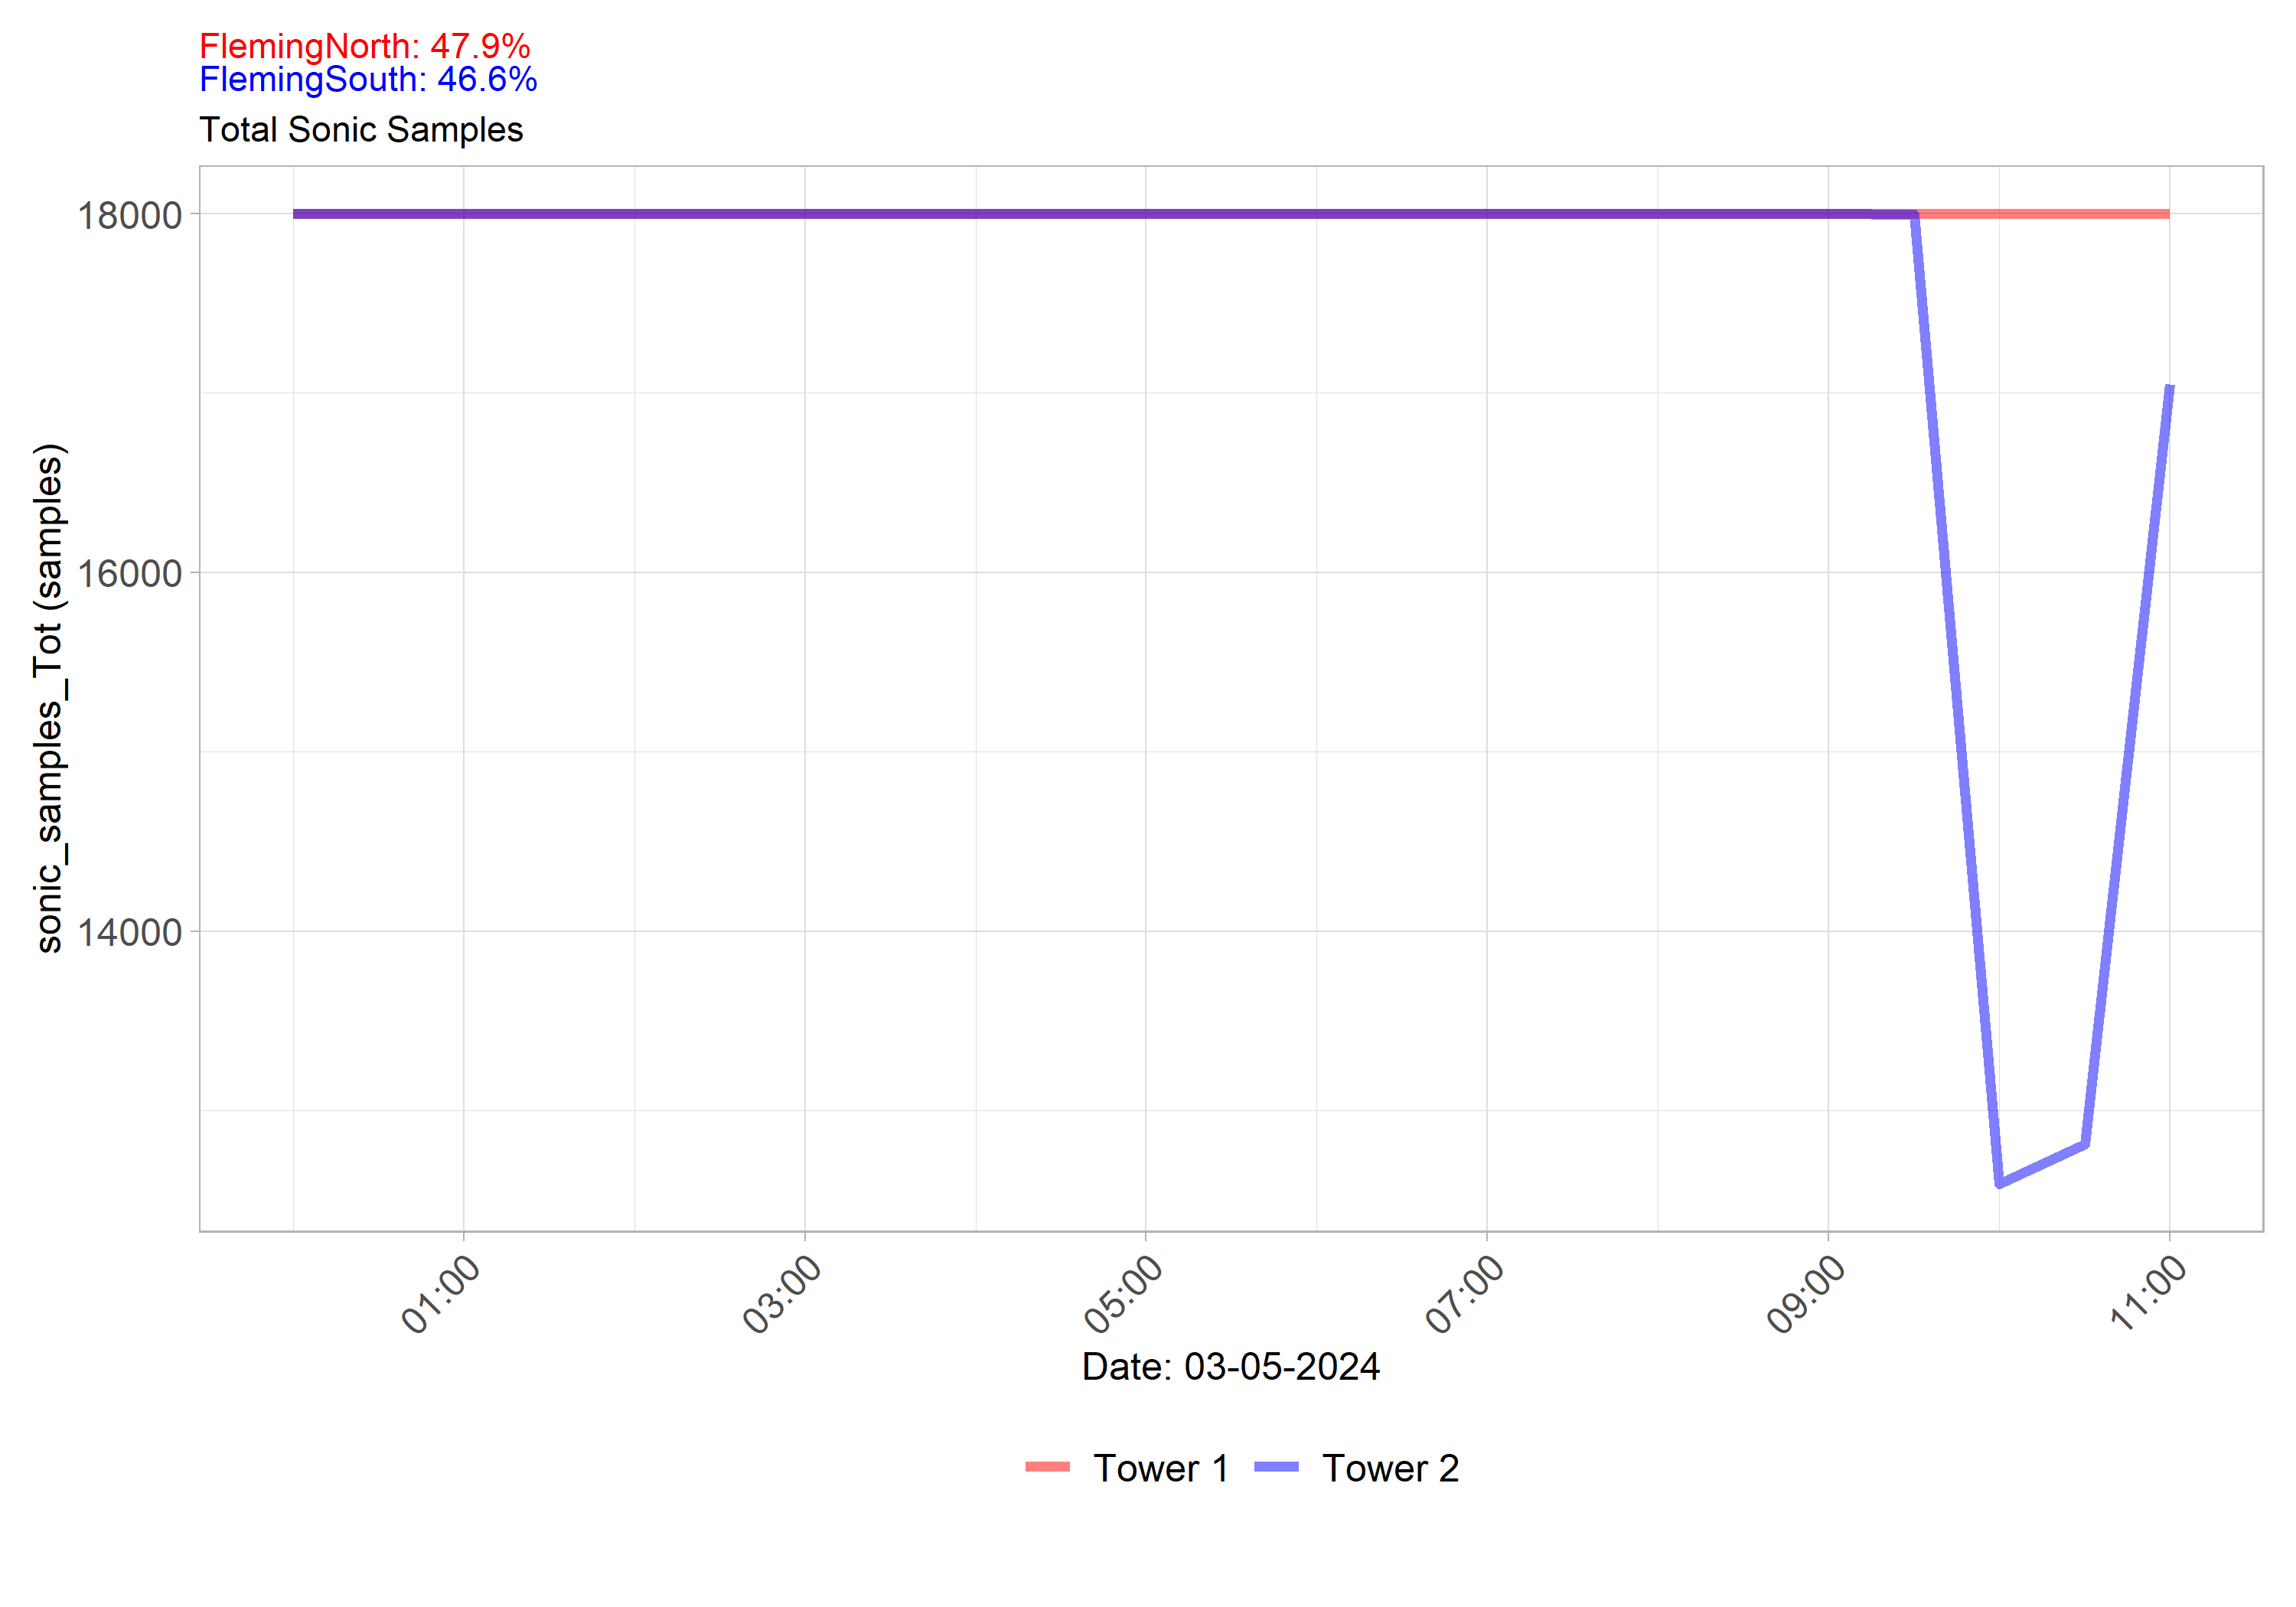 FlemingNorth: 47.9%
FlemingSouth: 46.6%
Total Sonic Samples
sonic_samples_Tot (samples)
18000
16000
14000
01:00
03:00
05:00
07:00
09:00
11:00
Date: 03-05-2024
Tower 1
Tower 2